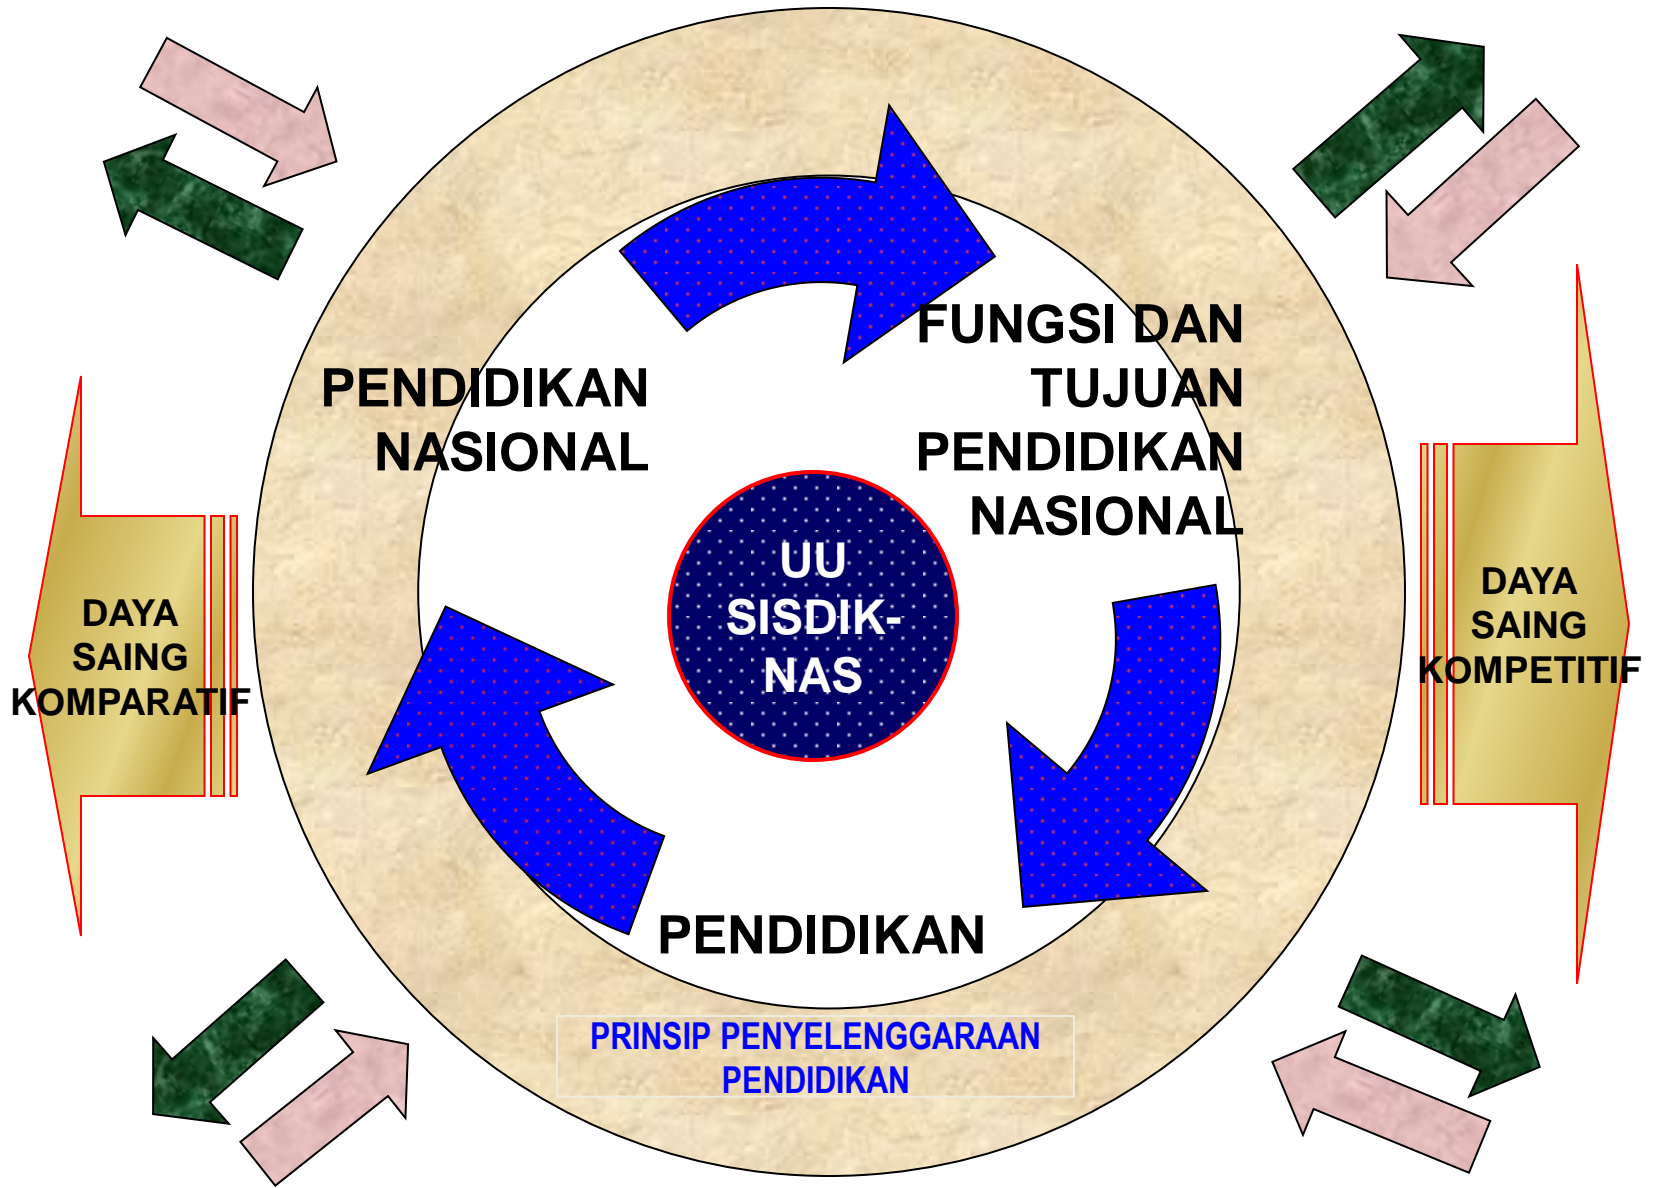 PENDIDIKAN
NASIONAL
FUNGSI DAN
TUJUAN
PENDIDIKAN
NASIONAL
UU
SISDIK-
NAS
DAYA
SAING
KOMPARATIF
DAYA
SAING
KOMPETITIF
PENDIDIKAN
PRINSIP PENYELENGGARAAN
PENDIDIKAN